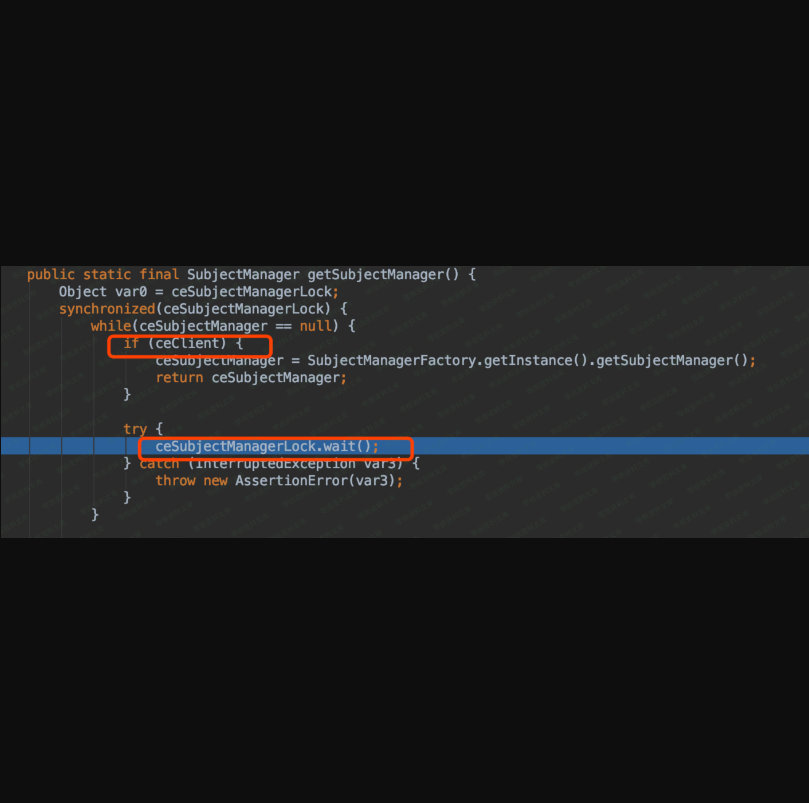 public static final SubjectManager getSubjectManager() {
Object var0 = ceSubjectManagerLock;
synchronized(ceSubjectManagerLock) {
while(ceSubjectManager == null) {
if (ceClient) {
ceSubjectManager = SubjectManagerFactory.getInstance().getSubjectManager();
return ceSubjectManager;
}
try {
ceSubjectManagerLock.wait();
} catch (InterruptedException var3) {
throw new AssertionError(var3);
}
}